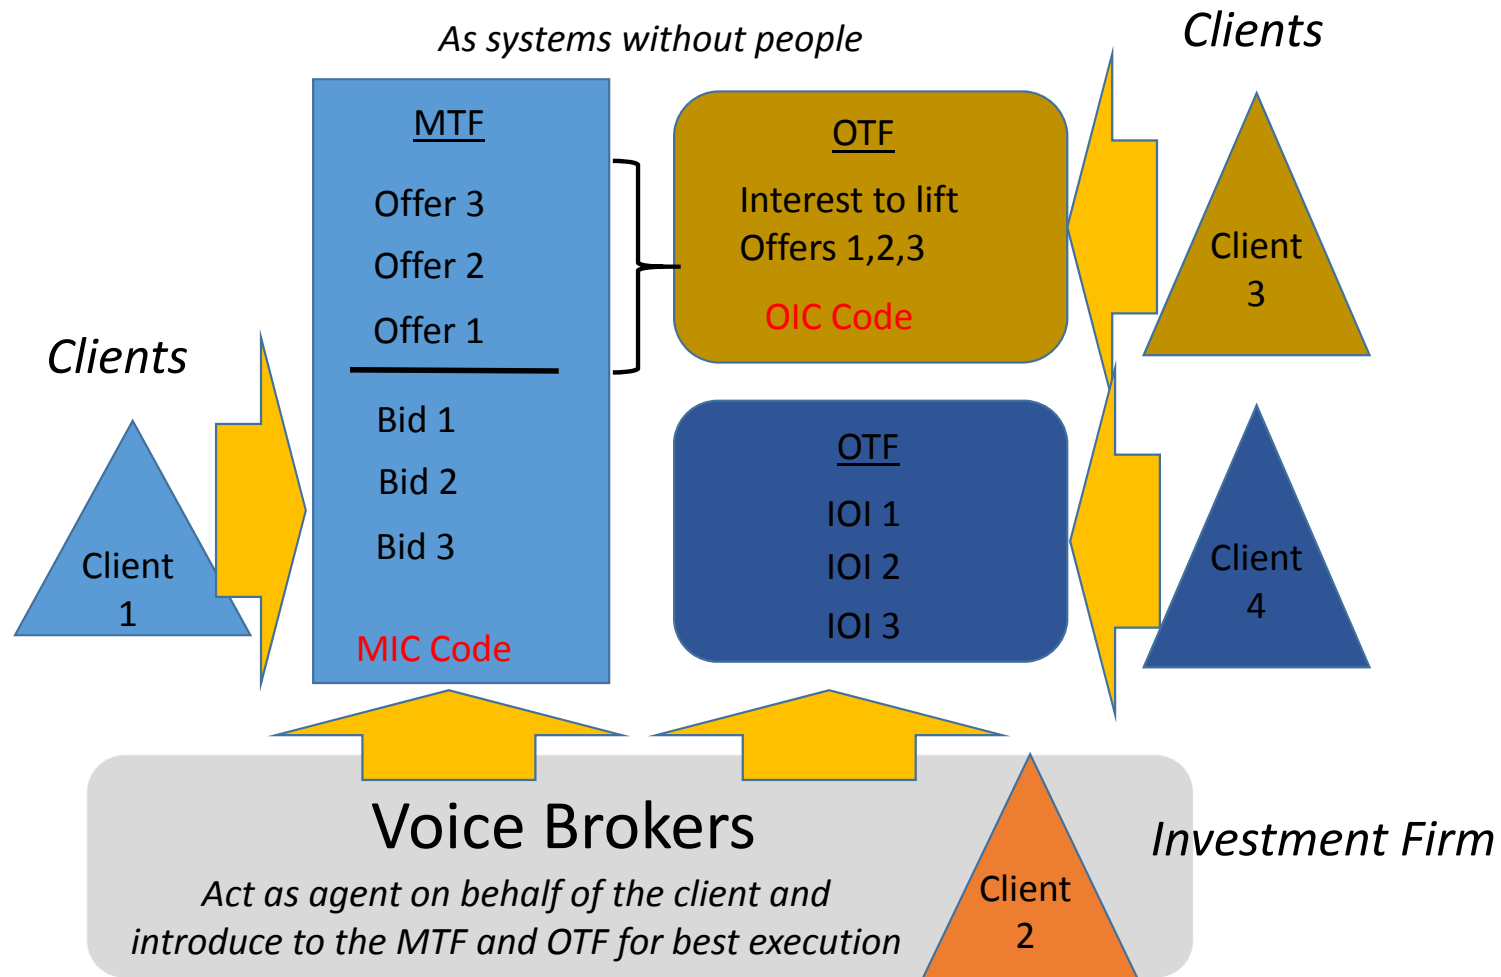 As systems without people
Clients
MTF
Offer 3
Offer 2
Offer 1
Bid 1
Bid 2
Bid 3
MIC Code
OTF
Interest to lift
Offers 1,2,3
OIC Code
OTF
IOI 1
IOI 2
IOI 3
Client
3
Client
4
Clients
Client
1
Voice Brokers
Act as agent on behalf of the client and
introduce to the MTF and OTF for best execution
Client
2
Investment Firm